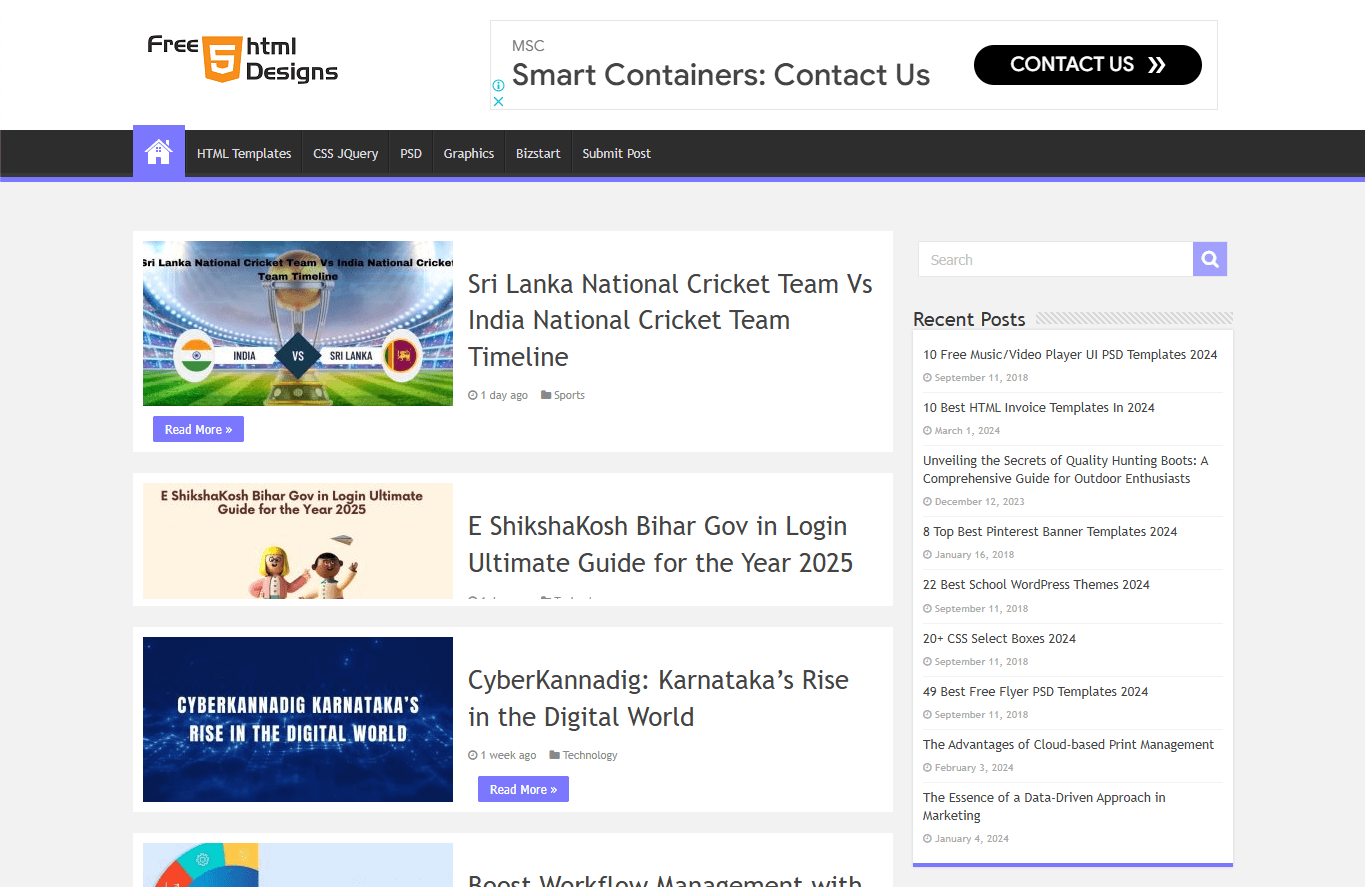 Free 5 html
Designs
MSC
Smart Containers: Contact Us
CONTACT US »
HTML Templates
CSS JQuery
PSD
Graphics
Bizstart
Submit Post
Sri Lanka National Cricket Team Vs India National Cricket
Team Timeline
INDIA
VS
SRI LANKA
Sri Lanka National Cricket Team Vs
India National Cricket Team
Timeline
1 day ago
Sports
Read More »
E ShikshaKosh Bihar Gov in Login Ultimate
Guide for the Year 2025
E ShikshaKosh Bihar Gov in Login
Ultimate Guide for the Year 2025
CYBERKANNADIG KARNATAKA'S
RISE IN THE DIGITAL WORLD
CyberKannadig: Karnataka’s Rise
in the Digital World
1 week ago
Technology
Read More »
Boost Workflow Management with
Search
Recent Posts
10 Free Music/Video Player UI PSD Templates 2024
September 11, 2018
10 Best HTML Invoice Templates In 2024
March 1, 2024
Unveiling the Secrets of Quality Hunting Boots: A
Comprehensive Guide for Outdoor Enthusiasts
December 12, 2023
8 Top Best Pinterest Banner Templates 2024
January 16, 2018
22 Best School WordPress Themes 2024
September 11, 2018
20+ CSS Select Boxes 2024
September 11, 2018
49 Best Free Flyer PSD Templates 2024
September 11, 2018
The Advantages of Cloud-based Print Management
February 3, 2024
The Essence of a Data-Driven Approach in
Marketing
January 4, 2024